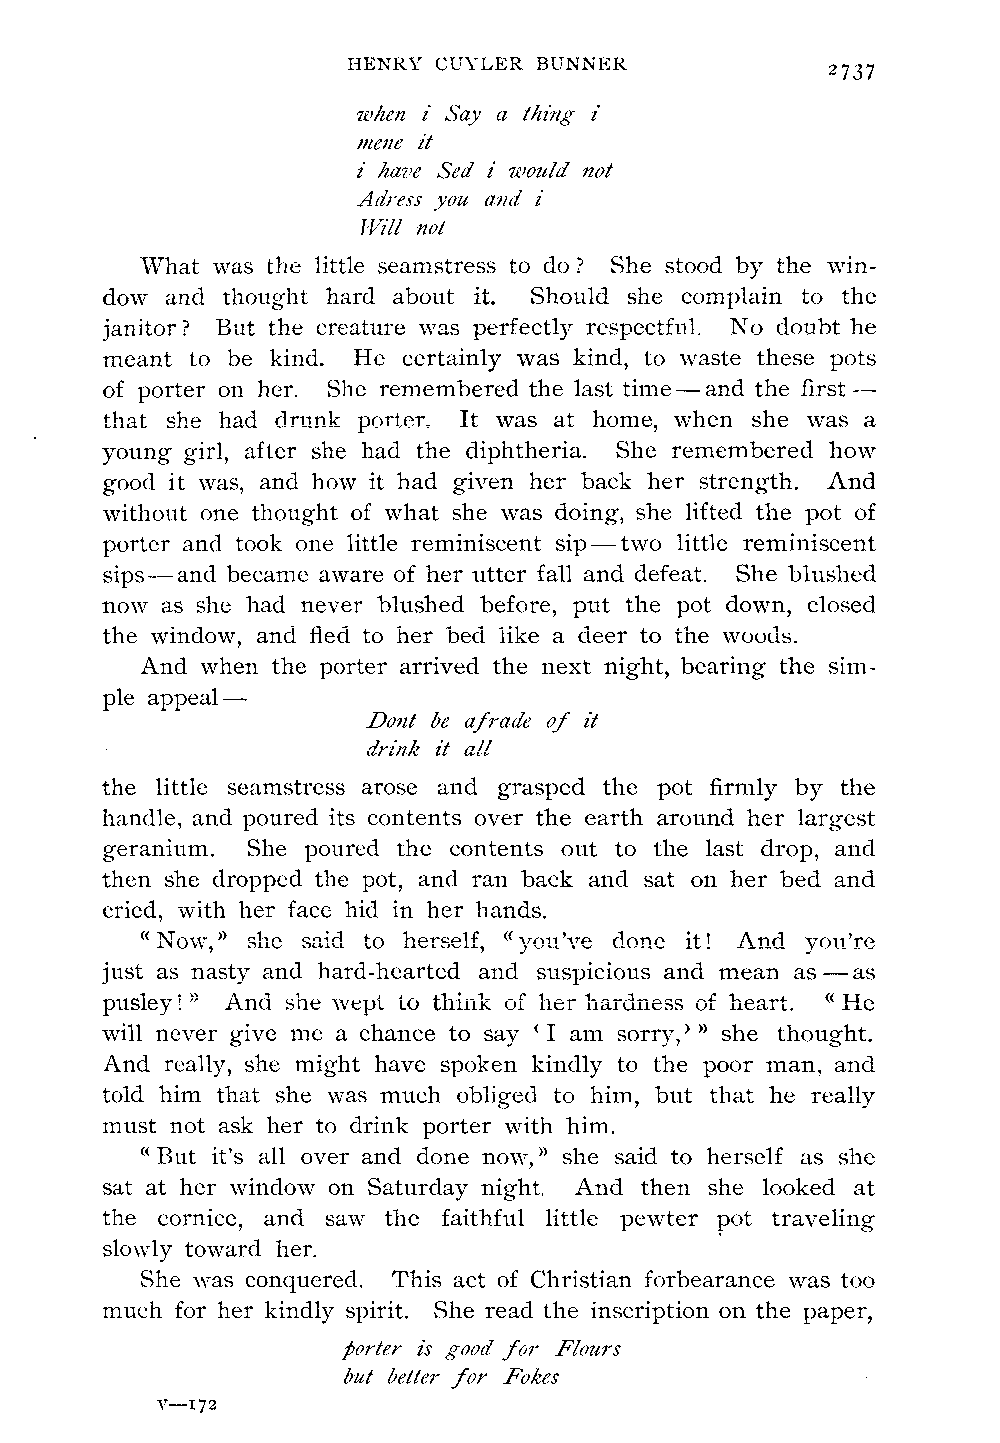 HENRY CUYLER BUNNER 2737
when i Say a thing i
mene it
i have Sed i would not
Adress you and i
Will not
What was the little seamstress to do? She stood by the win-
dow and thought hard about it. Should she complain to the
janitor? But the creature was perfectly respectful. No doubt he
meant to be kind. He certainly was kind, to waste these pots
of porter on her. She remembered the last time—and the first—
that she had drunk porter. It was at home, when she was a
young girl, after she had the diphtheria. She remembered how
good it was, and how it had given her back her strength. And
without one thought of what she was doing, she lifted the pot of
porter and took one little reminiscent sip—two little reminiscent
sips—and became aware of her utter fall and defeat. She blushed
now as she had never blushed before, put the pot down, closed
the window, and fled to her bed like a deer to the woods.
And when the porter arrived the next night, bearing the sim-
ple appeal—
Dont be afrade of it
drink it all
the little seamstress arose and grasped the pot firmly by the
handle, and poured its contents over the earth around her largest
geranium. She poured the contents out to the last drop, and
then she dropped the pot, and ran back and sat on her bed and
cried, with her face hid in her hands.
«Now,» she said to herself, «you've done it! And you're
just as nasty and hard-hearted and suspicious and mean as—as
pusley!» And she wept to think of her hardness of heart. «He
will never give me a chance to say ‹I am sorry,›» she thought.
And really, she might have spoken kindly to the poor man, and
told him that she was much obliged to him, but that he really
must not ask her to drink porter with him.
«But it's all over and done now,» she said to herself as she
sat at her window on Saturday night. And then she looked at
the cornice, and saw the faithful little pewter pot traveling
slowly toward her.
She was conquered. This act of Christian forbearance was too
much for her kindly spirit. She read the inscription on the paper,
porter is good for Flours
but better for Fokes
V—172